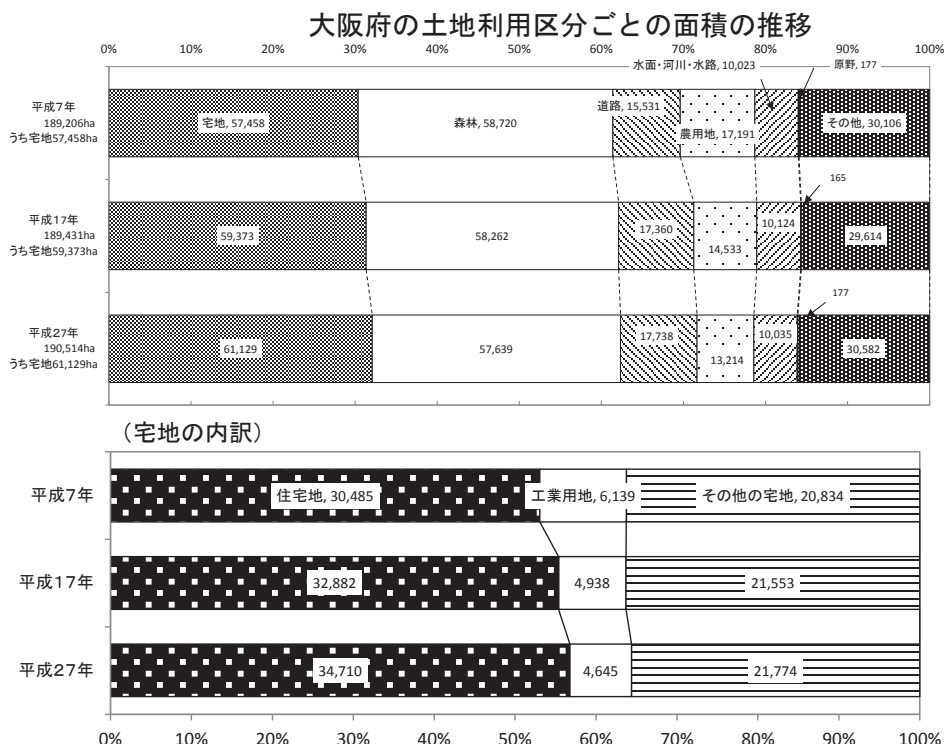 大阪府の土地利用区分ごとの面積の推移
0% 10% 20% 30% 40% 50% 60% 70% 80% 90% 100%
水面・河川・水路, 10,023
原野, 177
平成7年
189,206ha
うち宅地57,458ha
宅地, 57,458
森林, 58,720
道路, 15,531
農用地, 17,191
その他, 30,106
165
平成17年
189,431ha
うち宅地59,373ha
59,373
58,262
17,360
14,533
10,124
29,614
177
平成27年
190,514ha
うち宅地61,129ha
61,129
57,639
17,738
13,214
10,035
30,582
（宅地の内訳）
平成7年
住宅地, 30,485
工業用地, 6,139
その他の宅地, 20,834
平成17年
32,882
4,938
21,553
平成27年
34,710
4,645
21,774
0% 10% 20% 30% 40% 50% 60% 70% 80% 90% 100%